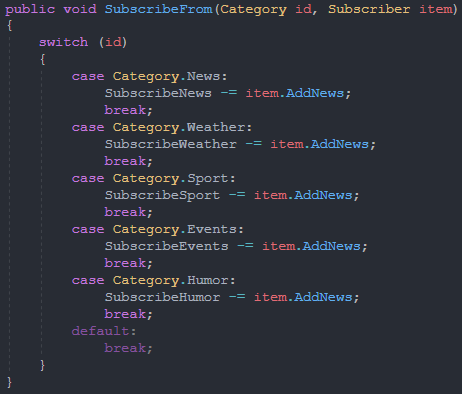 public void SubscribeFrom(Category id, Subscriber item)
{
switch (id)
{
case Category.News:
SubscribeNews -= item.AddNews;
break;
case Category.Weather:
SubscribeWeather -= item.AddNews;
break;
case Category.Sport:
SubscribeSport -= item.AddNews;
break;
case Category.Events:
SubscribeEvents -= item.AddNews;
break;
case Category.Humor:
SubscribeHumor -= item.AddNews;
break;
default:
break;
}
}